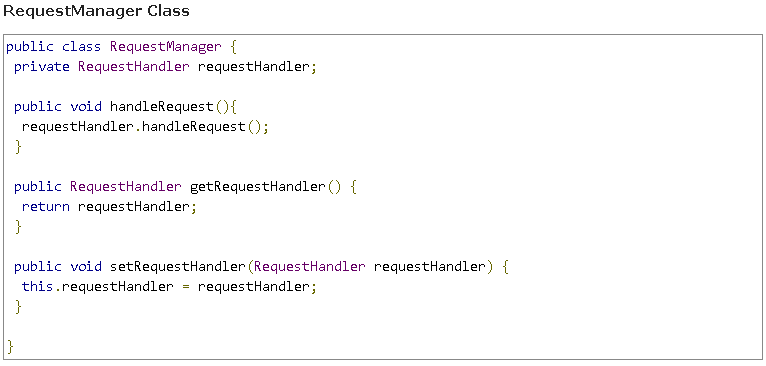 RequestManager Class
public class RequestManager {
private RequestHandler requestHandler;
public void handleRequest(){
requestHandler.handleRequest();
}
public RequestHandler getRequestHandler() {
return requestHandler;
}
public void setRequestHandler(RequestHandler requestHandler) {
this.requestHandler = requestHandler;
}
}